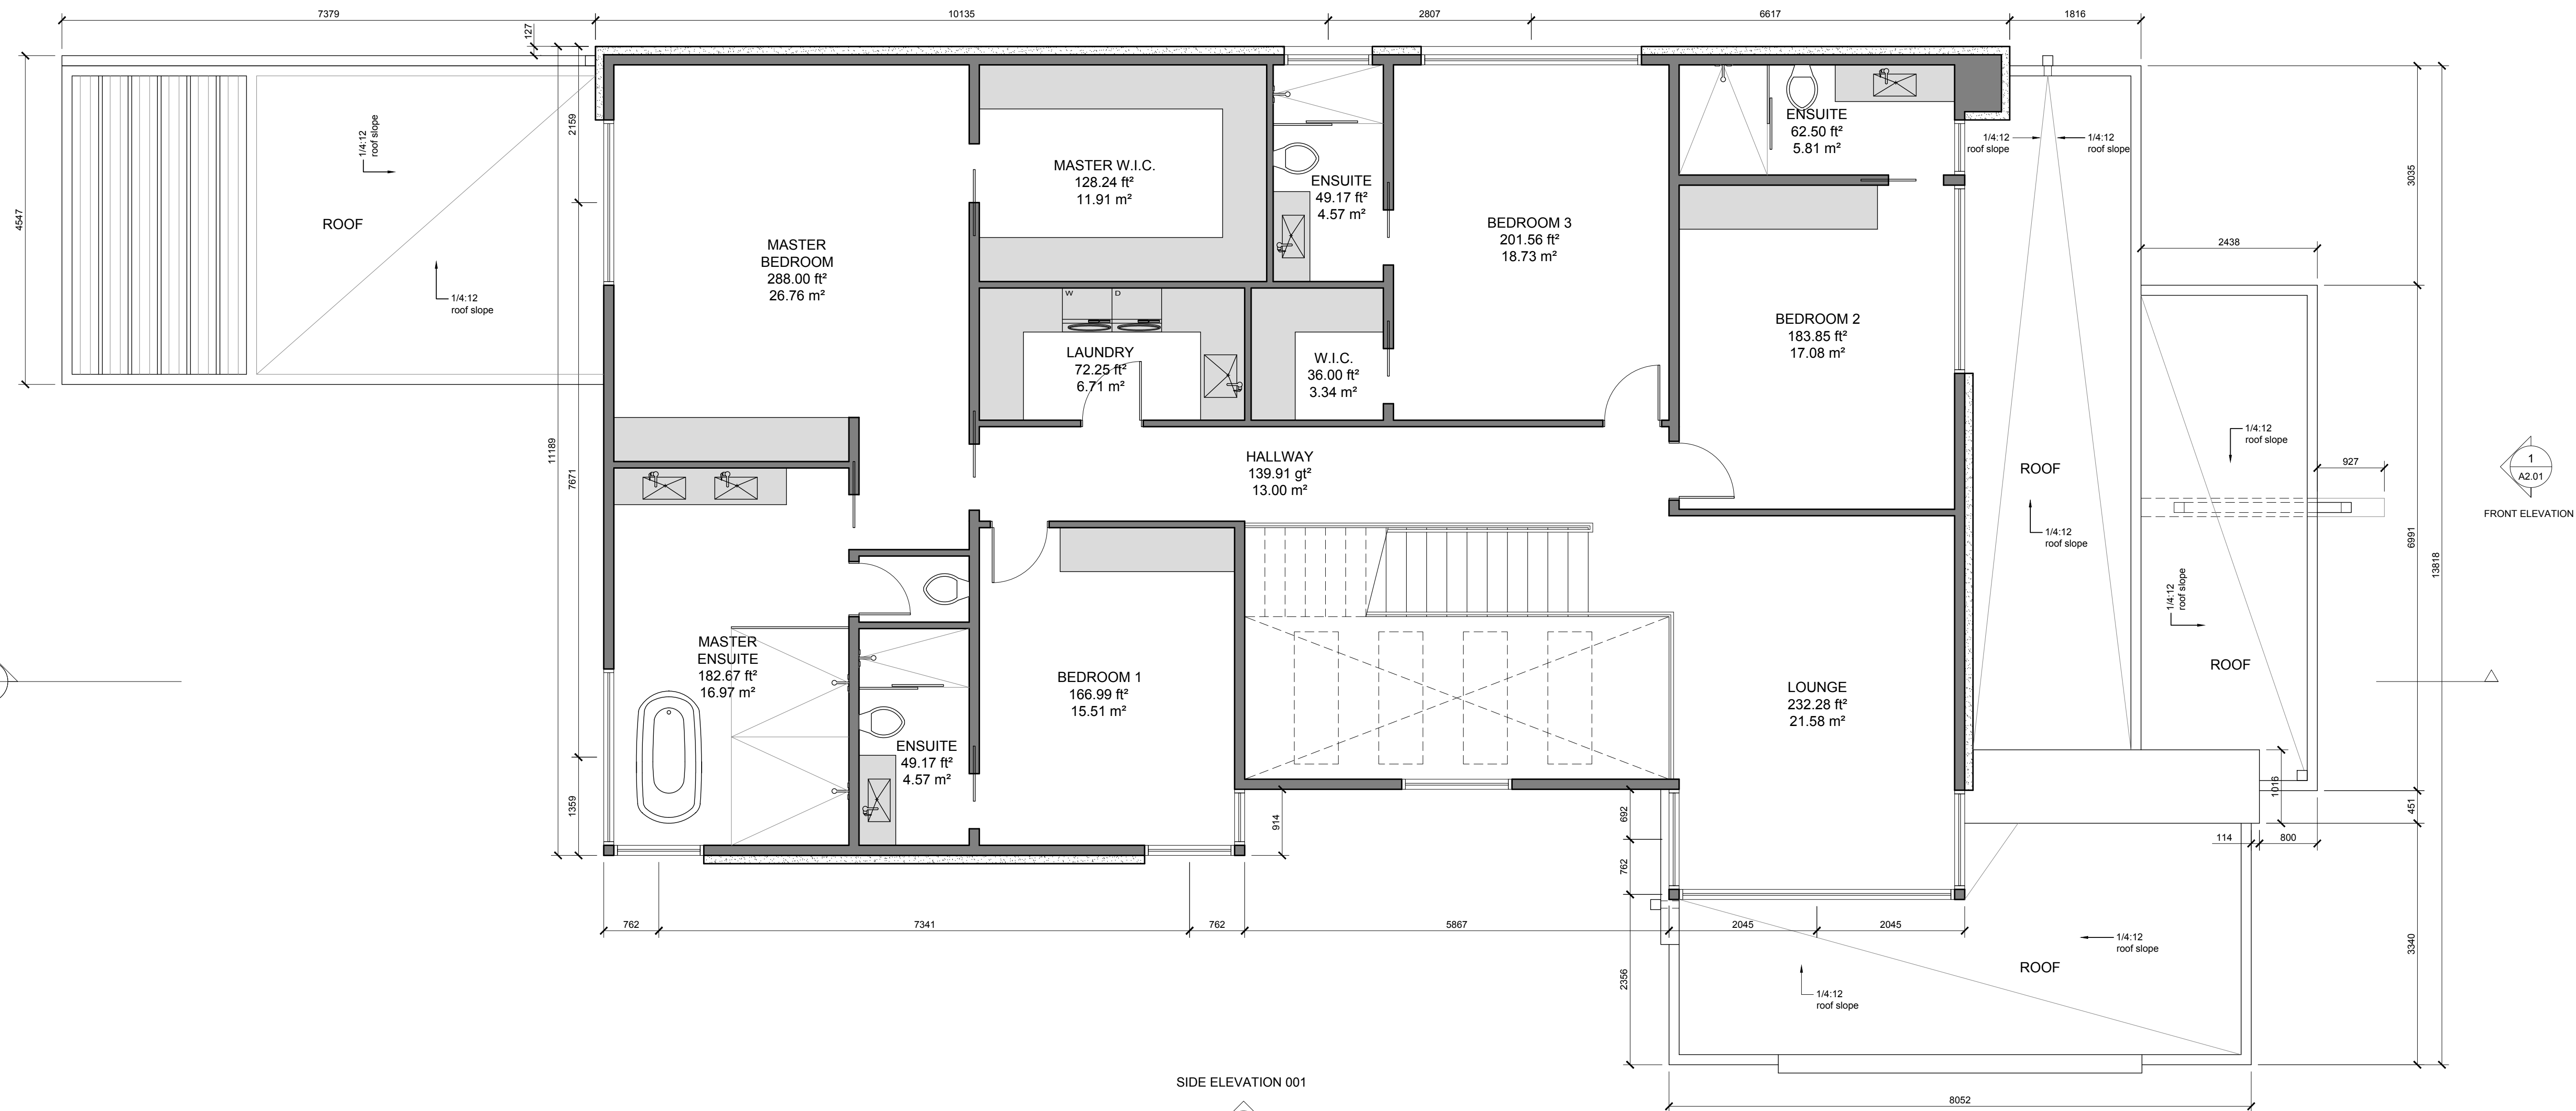 7379
10135
2807
6617
1816
127
4547
11189
2159
7671
1359
1/4:12
roof slope
ROOF
1/4:12
roof slope
MASTER
BEDROOM
288.00 ft²
26.76 m²
MASTER W.I.C.
128.24 ft²
11.91 m²
ENSUITE
49.17 ft²
4.57 m²
BEDROOM 3
201.56 ft²
18.73 m²
ENSUITE
62.50 ft²
5.81 m²
BEDROOM 2
183.85 ft²
17.08 m²
W
D
LAUNDRY
72.25 ft²
6.71 m²
W.I.C.
36.00 ft²
3.34 m²
HALLWAY
139.91 gt²
13.00 m²
MASTER
ENSUITE
182.67 ft²
16.97 m²
ENSUITE
49.17 ft²
4.57 m²
BEDROOM 1
166.99 ft²
15.51 m²
LOUNGE
232.28 ft²
21.58 m²
1/4:12
roof slope
1/4:12
roof slope
ROOF
1/4:12
roof slope
1/4:12
roof slope
1/4:12
roof slope
ROOF
2438
927
3035
6991
13818
451
3340
1016
114
800
1
A2.01
FRONT ELEVATION
914
692
762
2356
762
7341
762
5867
2045
2045
1/4:12
roof slope
ROOF
1/4:12
roof slope
8052
SIDE ELEVATION 001